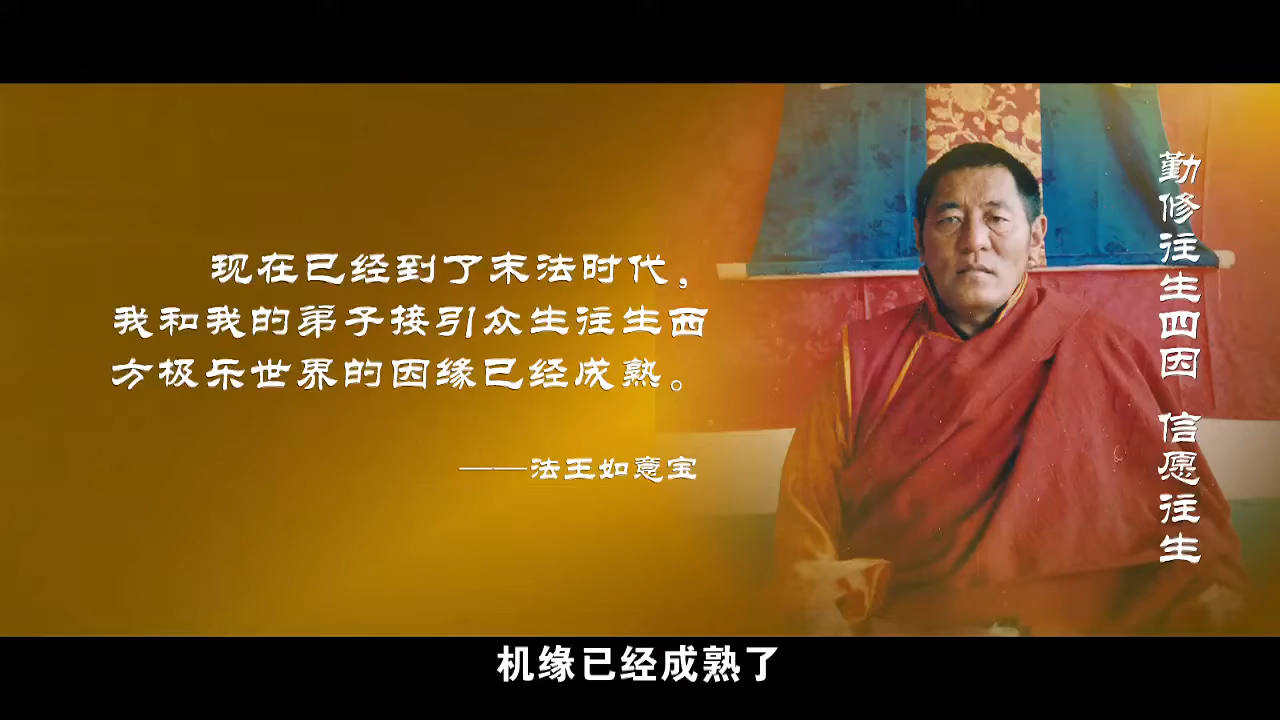 现在已经到了末法时代，
我和我的弟子接引众生往生西
方极乐世界的因缘已经成熟。
——法王如意宝
勤修往生四因 信愿往生
机缘已经成熟了